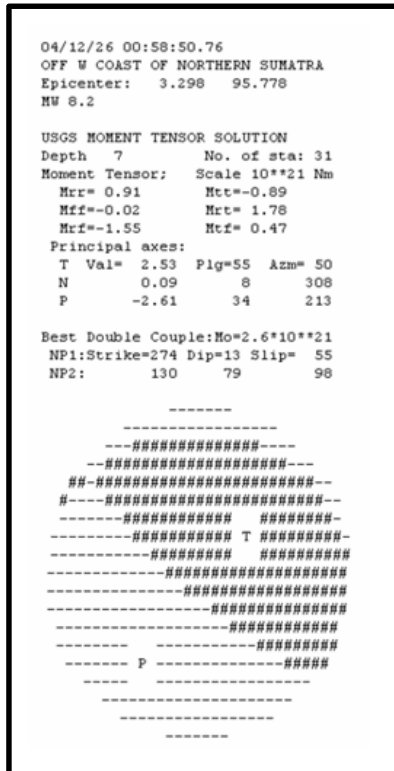 04/12/26 00:58:50.76
OFF W COAST OF NORTHERN SUMATRA
Epicenter:   3.298  95.778
MW 8.2
USGS MOMENT TENSOR SOLUTION
Depth   7         No. of sta: 31
Moment Tensor;   Scale 10**21 Nm
Mrr= 0.91       Mtt=-0.89
Mff=-0.02       Mrt= 1.78
Mrf=-1.55       Mtf= 0.47
Principal axes:
T  Val=  2.53  Plg=55  Azm= 50
N        0.09       8      308
P       -2.61      34      213
Best Double Couple:Mo=2.6*10**21
NP1:Strike=274 Dip=13 Slip=  55
NP2:       130     79        98
-------
-----------------
---##############----
--####################---
##-########################--
#----########################--
-------############   ########-
---------########### T #########-
-----------#########   ##########
-------------####################
---------------##################
------------------###############
-------------------############
--------   -----------#########
------- P --------------#####
-----   -----------------
---------------------
-----------------
-------